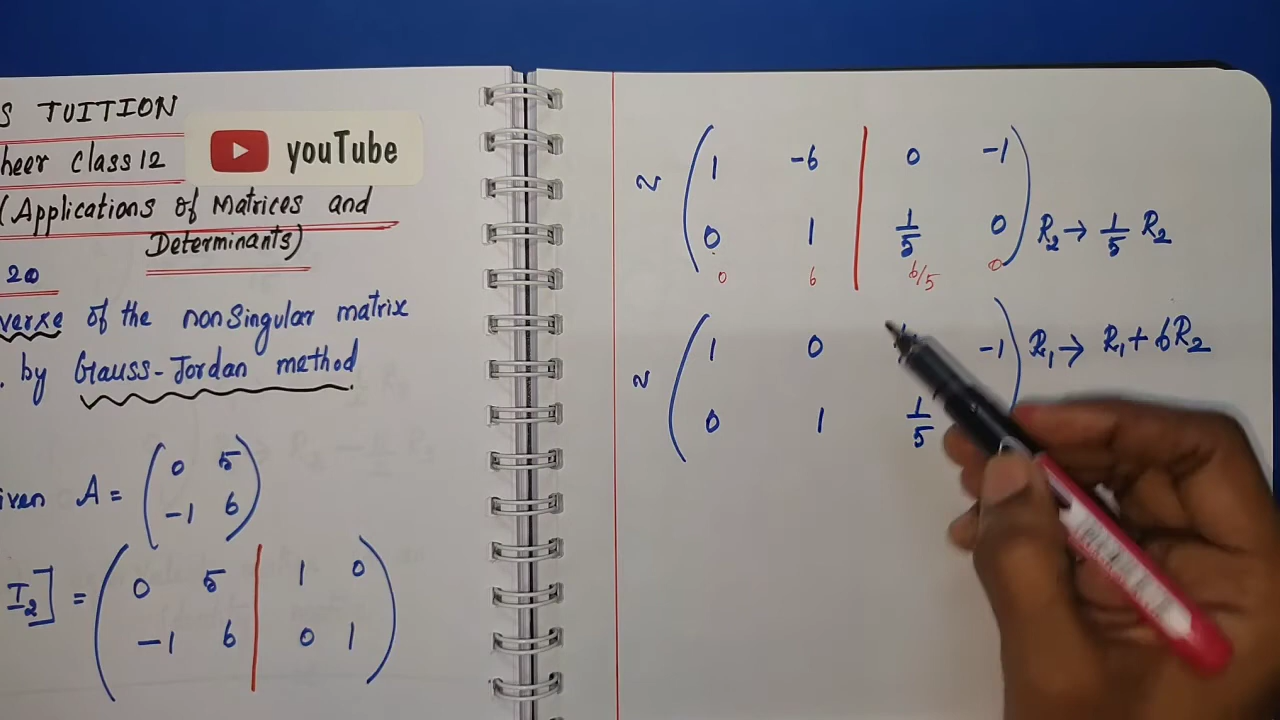 S TUITION
heer Class 12
YouTube
(Applications of Matrices and
Determinants)
20
verse of the nonSingular matrix
by Gauss-Jordan method
iven A = ( 0 5
-1 6 )
I₂] = ( 0 5 | 1 0
-1 6 | 0 1 )
~ ( 1 -6 | 0 -1
0 1 | 1/5 0 ) R₂→ 1/5 R₂
0 6 6/5 0
~ ( 1 0 -1 ) R₁→ R₁+6R₂
0 1 1/5